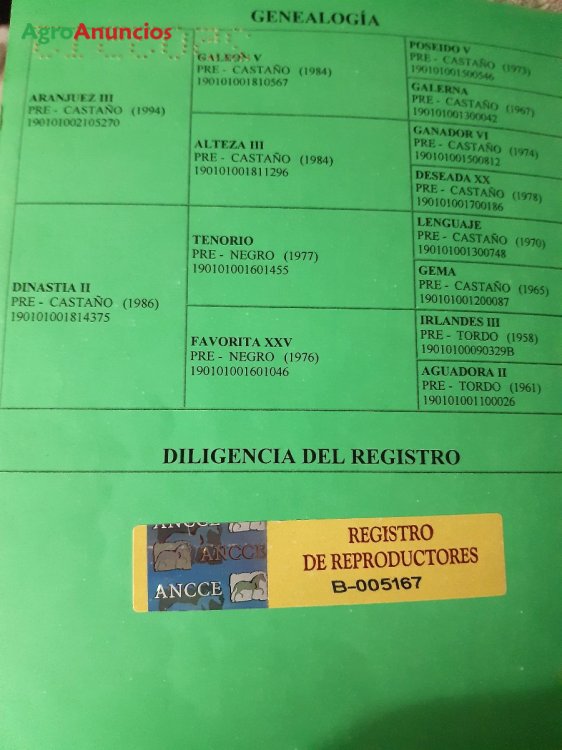 AgroAnuncios
GENEALOGÍA
ARANJUEZ III
PRE - CASTAÑO (1994)
190101002105270
DINASTIA II
PRE - CASTAÑO (1986)
190101001814375
GALEON V
PRE - CASTAÑO (1984)
190101001810567
ALTEZA III
PRE - CASTAÑO (1984)
190101001811296
TENORIO
PRE - NEGRO (1977)
190101001601455
FAVORITA XXV
PRE - NEGRO (1976)
190101001601046
POSEIDO V
PRE - CASTAÑO (1973)
190101001500546
GALERNA
PRE - CASTAÑO (1967)
190101001300042
GANADOR VI
PRE - CASTAÑO (1974)
190101001500812
DESEADA XX
PRE - CASTAÑO (1978)
190101001700186
LENGUAJE
PRE - CASTAÑO (1970)
190101001300748
GEMA
PRE - CASTAÑO (1965)
190101001200087
IRLANDES III
PRE - TORDO (1958)
19010100090329B
AGUADORA II
PRE - TORDO (1961)
190101001100026
DILIGENCIA DEL REGISTRO
ANCCE
ANCCE
ANCCE
REGISTRO
DE REPRODUCTORES
B-005167